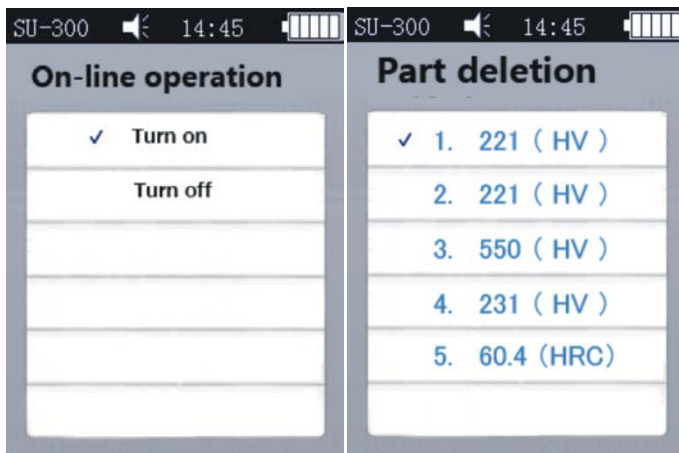 SU-300 14:45
On-line operation
✓ Turn on
Turn off
SU-300 14:45
Part deletion
✓ 1. 221 ( HV )
2. 221 ( HV )
3. 550 ( HV )
4. 231 ( HV )
5. 60.4 (HRC)